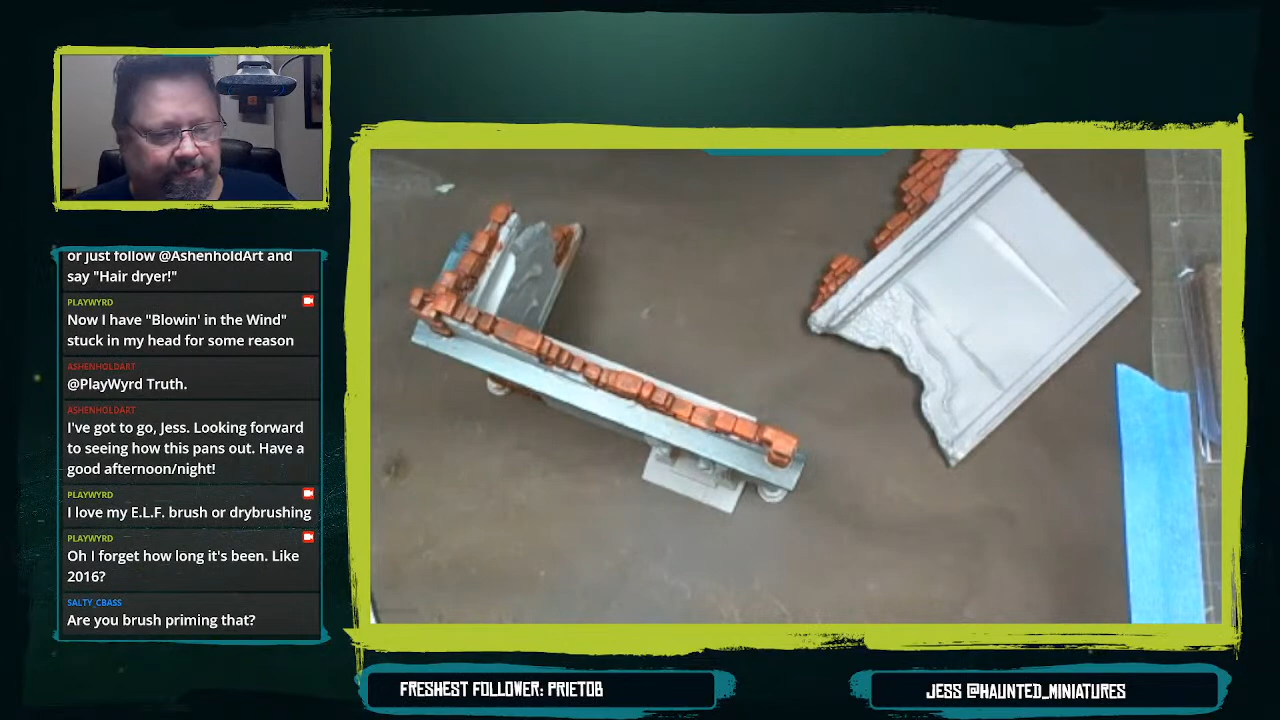 or just follow @AshenholdArt and
say "Hair dryer!"
PLAYWYRD
Now I have "Blowin' in the Wind"
stuck in my head for some reason
ASHENHOLDART
@PlayWyrd Truth.
ASHENHOLDART
I've got to go, Jess. Looking forward
to seeing how this pans out. Have a
good afternoon/night!
PLAYWYRD
I love my E.L.F. brush or drybrushing
PLAYWYRD
Oh I forget how long it's been. Like
2016?
SALTY_CBASS
Are you brush priming that?
FRESHEST FOLLOWER: PRIETOB
JESS @HAUNTED_MINIATURES